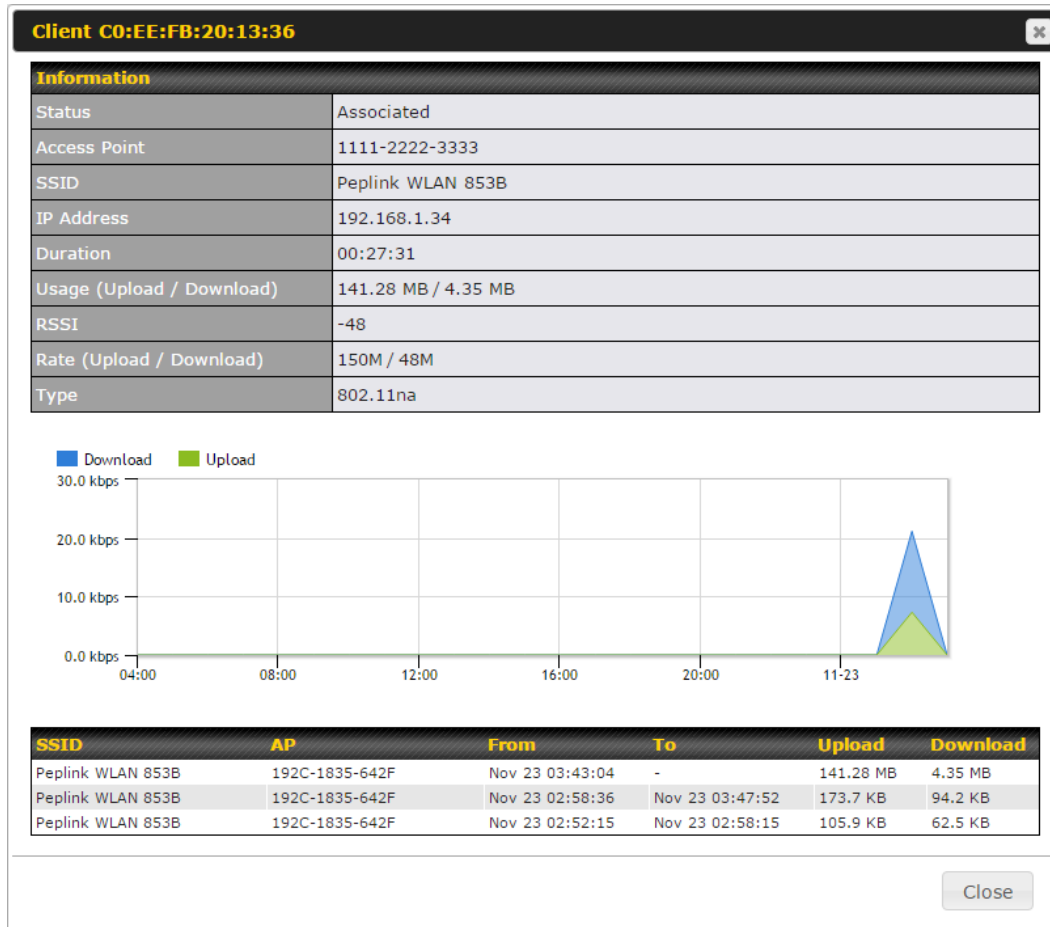 Client C0:EE:FB:20:13:36
Information
Status Associated
Access Point 1111-2222-3333
SSID Peplink WLAN 853B
IP Address 192.168.1.34
Duration 00:27:31
Usage (Upload / Download) 141.28 MB / 4.35 MB
RSSI -48
Rate (Upload / Download) 150M / 48M
Type 802.11na
Download Upload
30.0 kbps
20.0 kbps
10.0 kbps
0.0 kbps
04:00 08:00 12:00 16:00 20:00 11-23
SSID AP From To Upload Download
Peplink WLAN 853B 192C-1835-642F Nov 23 03:43:04 - 141.28 MB 4.35 MB
Peplink WLAN 853B 192C-1835-642F Nov 23 02:58:36 Nov 23 03:47:52 173.7 KB 94.2 KB
Peplink WLAN 853B 192C-1835-642F Nov 23 02:52:15 Nov 23 02:58:15 105.9 KB 62.5 KB
Close